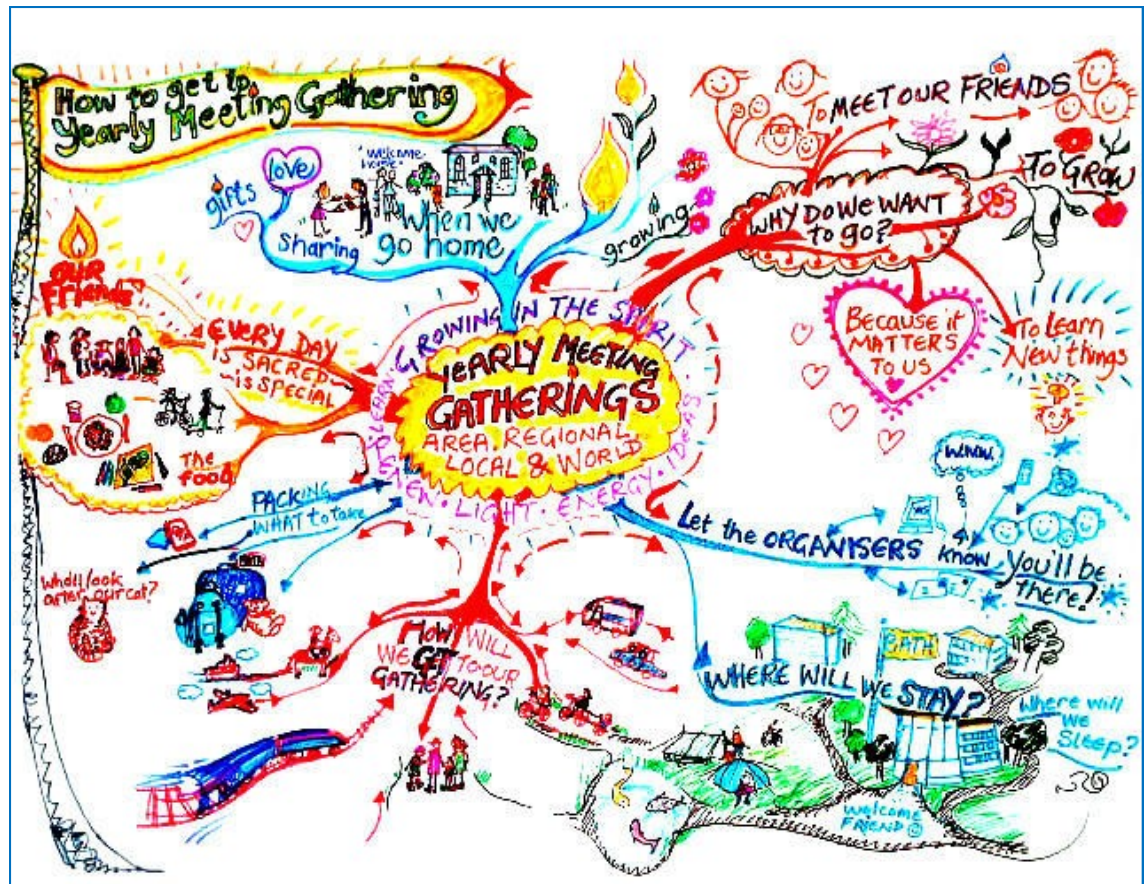 How to get to
Yearly Meeting Gathering
gifts
love
sharing
"welcome
home"
When we
go home
growing
To MEET OUR FRIENDS
To GROW
WHY DO WE WANT
to go?
Because it
MATTERS
TO US
To Learn
New things
OUR
Friends
EVERY DAY
is SACRED
is SPECIAL
The
food
GROWING IN THE SPIRIT
NEW · LIGHT · ENERGY · IDEAS
YEARLY MEETING
GATHERINGS
AREA. REGIONAL
LOCAL & WORLD
PACKING
WHAT to take
Who'll look
after our cat?
www.
Let the ORGANISERS know
You'll be
there!
HOW WILL
WE GET TO OUR
GATHERING?
WHERE WILL WE STAY?
BATH
Where will
we
Sleep?
Welcome
FRIEND